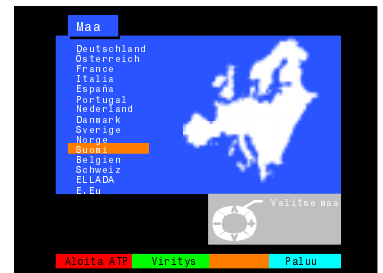 Maa
Deutschland
Österreich
France
Italia
España
Portugal
Nederland
Danmark
Sverige
Norge
Suomi
Belgien
Schweiz
ELLADA
E.Eu
Valitse maa
Aloita ATP
Viritys
Paluu